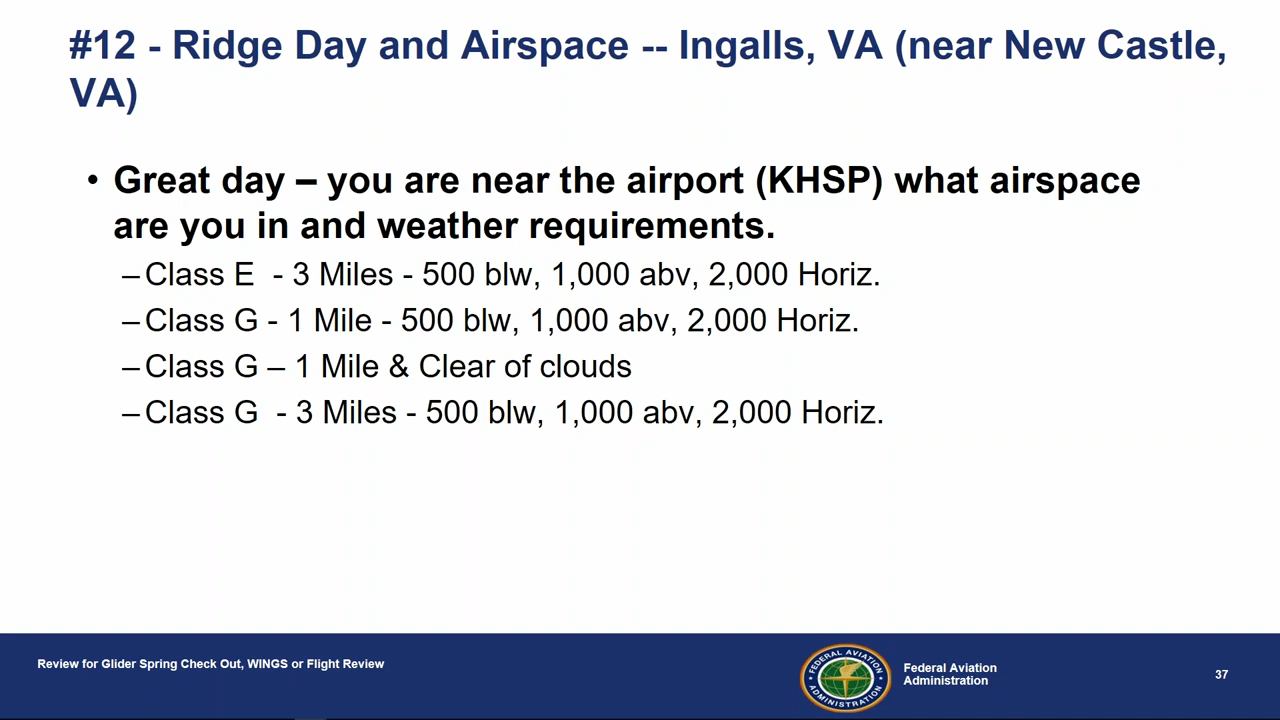 #12 - Ridge Day and Airspace -- Ingalls, VA (near New Castle,
VA)
• Great day – you are near the airport (KHSP) what airspace
are you in and weather requirements.
–Class E  - 3 Miles - 500 blw, 1,000 abv, 2,000 Horiz.
–Class G - 1 Mile - 500 blw, 1,000 abv, 2,000 Horiz.
–Class G – 1 Mile & Clear of clouds
–Class G  - 3 Miles - 500 blw, 1,000 abv, 2,000 Horiz.
Review for Glider Spring Check Out, WINGS or Flight Review
FEDERAL AVIATION
ADMINISTRATION
Federal Aviation
Administration
37